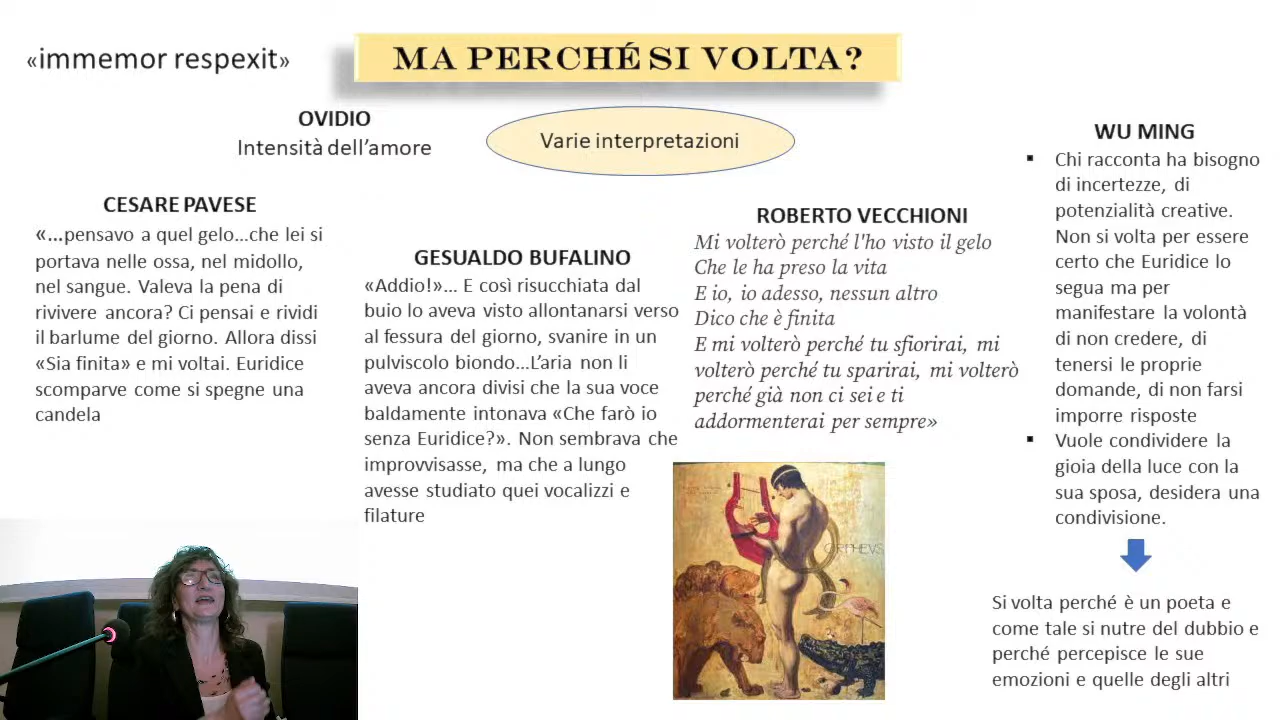 «immemor respexit»
MA PERCHÉ SI VOLTA?
OVIDIO
Intensità dell’amore
Varie interpretazioni
CESARE PAVESE
«…pensavo a quel gelo…che lei si
portava nelle ossa, nel midollo,
nel sangue. Valeva la pena di
rivivere ancora? Ci pensai e rividi
il barlume del giorno. Allora dissi
«Sia finita» e mi voltai. Euridice
scomparve come si spegne una
candela
GESUALDO BUFALINO
«Addio!»… E così risucchiata dal
buio lo aveva visto allontanarsi verso
al fessura del giorno, svanire in un
pulviscolo biondo…L’aria non li
aveva ancora divisi che la sua voce
baldamente intonava «Che farò io
senza Euridice?». Non sembrava che
improvvisasse, ma che a lungo
avesse studiato quei vocalizzi e
filature
ROBERTO VECCHIONI
Mi volterò perché l'ho visto il gelo
Che le ha preso la vita
E io, io adesso, nessun altro
Dico che è finita
E mi volterò perché tu sfiorirai, mi
volterò perché tu sparirai, mi volterò
perché già non ci sei e ti
addormenterai per sempre»
ORPHEUS
WU MING
▪ Chi racconta ha bisogno
di incertezze, di
potenzialità creative.
Non si volta per essere
certo che Euridice lo
segua ma per
manifestare la volontà
di non credere, di
tenersi le proprie
domande, di non farsi
imporre risposte
▪ Vuole condividere la
gioia della luce con la
sua sposa, desidera una
condivisione.
Si volta perché è un poeta e
come tale si nutre del dubbio e
perché percepisce le sue
emozioni e quelle degli altri